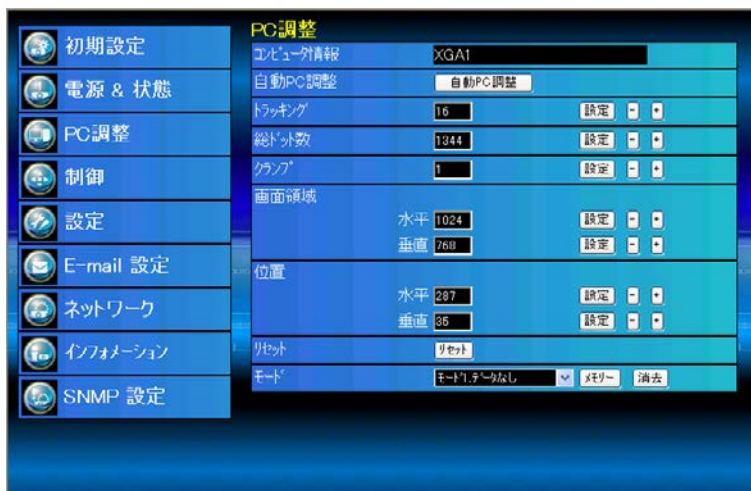 初期設定
電源 & 状態
PC調整
制御
設定
E-mail 設定
ネットワーク
インフォメーション
SNMP 設定
PC調整
コンピュータ情報 XGA1
自動PC調整 自動PC調整
トラッキング 16 設定 - +
総ドット数 1344 設定 - +
クランプ 1 設定 - +
画面領域
水平 1024 設定 - +
垂直 768 設定 - +
位置
水平 287 設定 - +
垂直 35 設定 - +
リセット リセット
モード モード1.データなし メモリー 消去